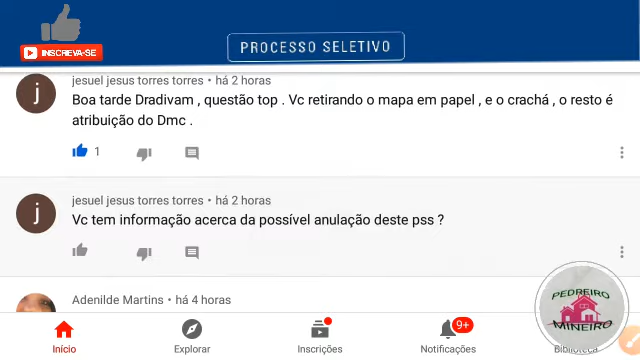 INSCREVA-SE
PROCESSO SELETIVO
jesuel jesus torres torres • há 2 horas
Boa tarde Dradivam , questão top . Vc retirando o mapa em papel , e o crachá , o resto é
atribuição do Dmc .
1
jesuel jesus torres torres • há 2 horas
Vc tem informação acerca da possível anulação deste pss ?
Adenilde Martins • há 4 horas
PEDREIRO
MINEIRO
9+
Início
Explorar
Inscrições
Notificações
Biblioteca
j
j